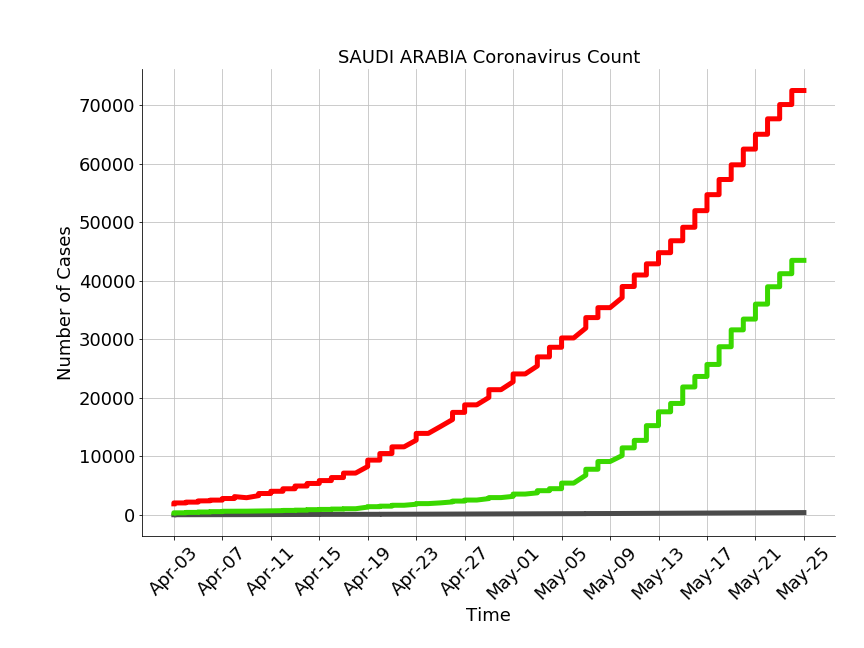 SAUDI ARABIA Coronavirus Count
70000
60000
50000
40000
30000
20000
10000
0
Number of Cases
Apr-03 Apr-07 Apr-11 Apr-15 Apr-19 Apr-23 Apr-27 May-01 May-05 May-09 May-13 May-17 May-21 May-25
Time